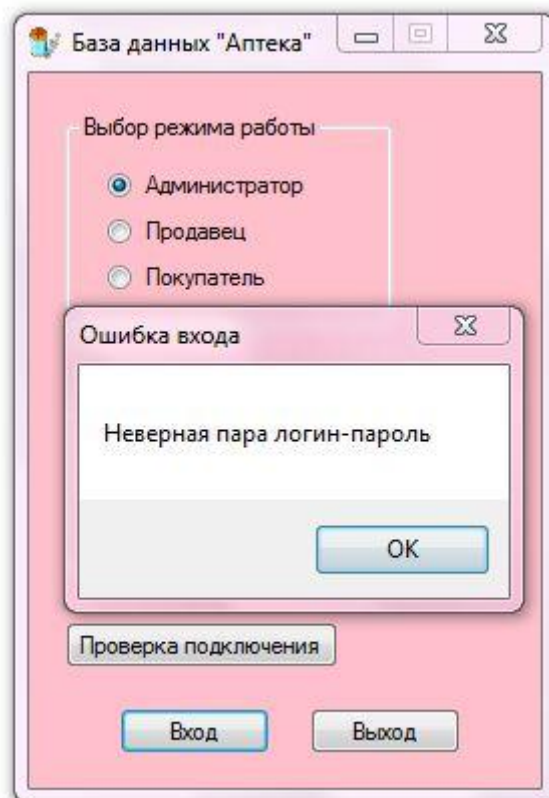 База данных "Аптека"
Выбор режима работы
Администратор
Продавец
Покупатель
Ошибка входа
Неверная пара логин-пароль
ОК
Проверка подключения
Вход
Выход